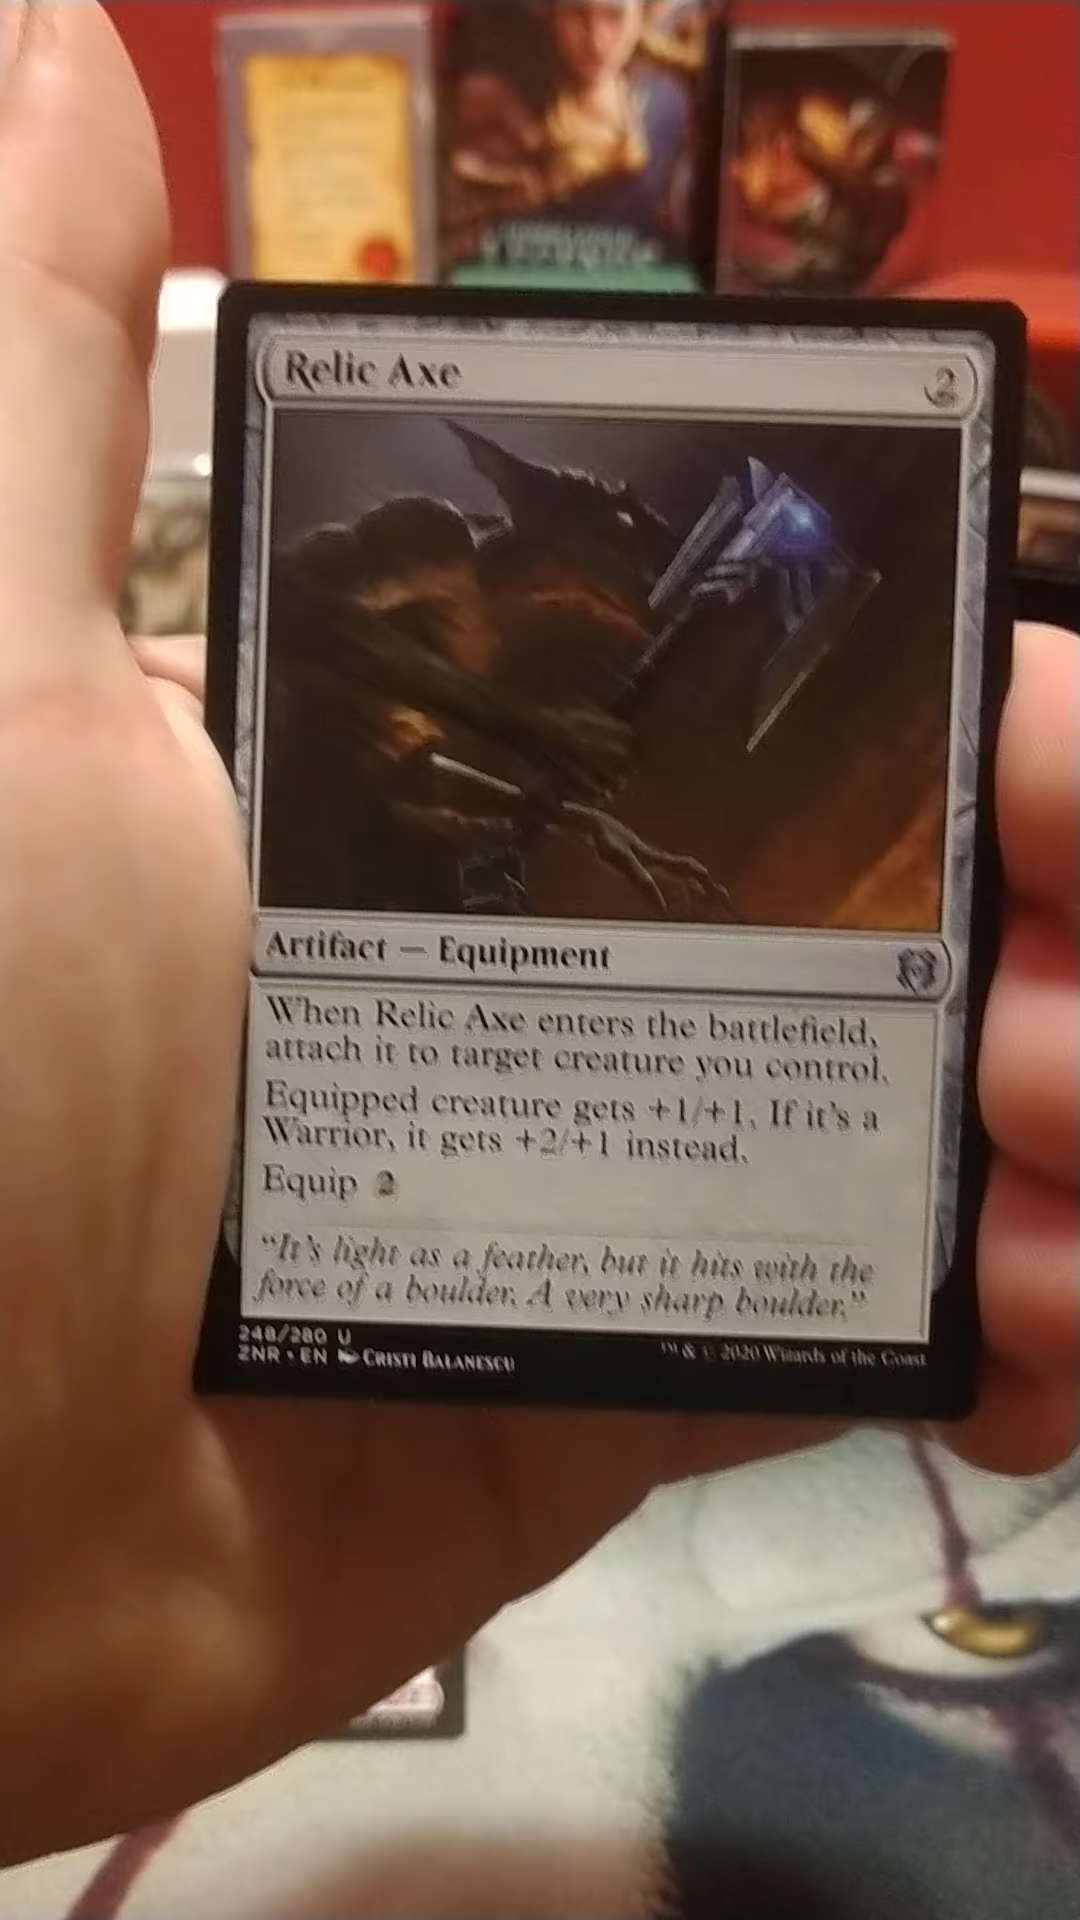 Relic Axe
2
Artifact — Equipment
When Relic Axe enters the battlefield,
attach it to target creature you control.
Equipped creature gets +1/+1. If it's a
Warrior, it gets +2/+1 instead.
Equip 2
"It's light as a feather, but it hits with the
force of a boulder. A very sharp boulder."
248/280 U
ZNR • EN CRISTI BALANESCU
™ & © 2020 Wizards of the Coast